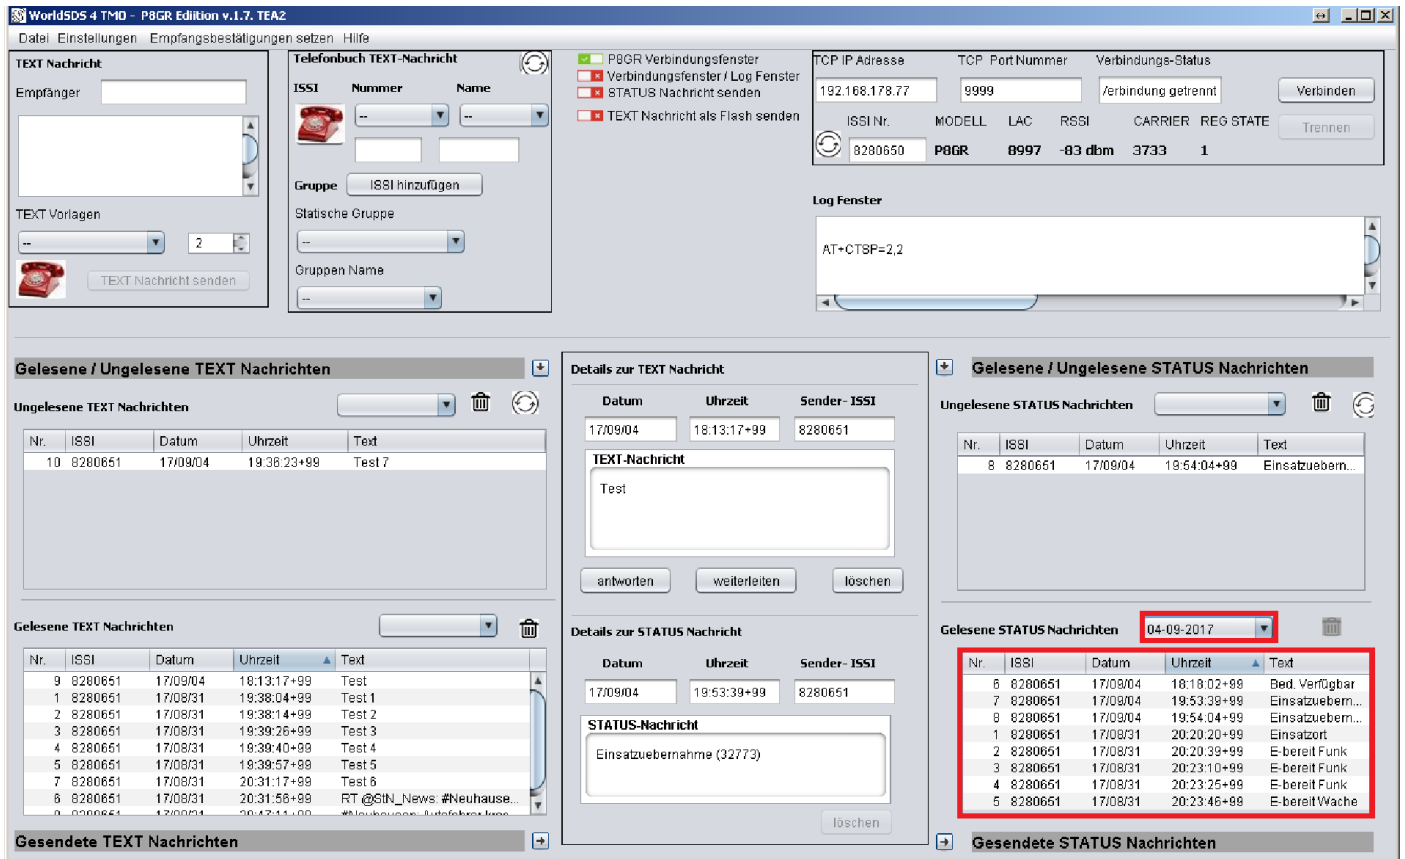 WorldSDS 4 TMO - P8GR Ediition v.1.7. TEA2
Datei Einstellungen Empfangsbestätigungen setzen Hilfe
TEXT Nachricht
Empfänger
TEXT Vorlagen
-- 2
TEXT Nachricht senden
Telefonbuch TEXT-Nachricht
ISSI Nummer Name
-- --
Gruppe ISSI hinzufügen
Statische Gruppe
--
Gruppen Name
--
P8GR Verbindungsfenster
Verbindungsfenster / Log Fenster
STATUS Nachricht senden
TEXT Nachricht als Flash senden
TCP IP Adresse TCP Port Nummer Verbindungs-Status
192.168.178.77 9999 Verbindung getrennt Verbinden
ISSI Nr. MODELL LAC RSSI CARRIER REG STATE Trennen
8280650 P8GR 8997 -83 dbm 3733 1
Log Fenster
AT+CTSP=2,2
Gelesene / Ungelesene TEXT Nachrichten
Ungelesene TEXT Nachrichten
Nr. ISSI Datum Uhrzeit Text
10 8280651 17/09/04 19:36:23+99 Test 7
Gelesene TEXT Nachrichten
Nr. ISSI Datum Uhrzeit Text
9 8280651 17/09/04 18:13:17+99 Test
1 8280651 17/08/31 19:38:04+99 Test 1
2 8280651 17/08/31 19:38:14+99 Test 2
3 8280651 17/08/31 19:39:26+99 Test 3
4 8280651 17/08/31 19:39:40+99 Test 4
5 8280651 17/08/31 19:39:57+99 Test 5
7 8280651 17/08/31 20:31:17+99 Test 6
6 8280651 17/08/31 20:31:56+99 RT @StN_News: #Neuhause...
Gesendete TEXT Nachrichten
Details zur TEXT Nachricht
Datum Uhrzeit Sender- ISSI
17/09/04 18:13:17+99 8280651
TEXT-Nachricht
Test
antworten weiterleiten löschen
Details zur STATUS Nachricht
Datum Uhrzeit Sender- ISSI
17/09/04 19:53:39+99 8280651
STATUS-Nachricht
Einsatzuebernahme (32773)
löschen
Gelesene / Ungelesene STATUS Nachrichten
Ungelesene STATUS Nachrichten
Nr. ISSI Datum Uhrzeit Text
8 8280651 17/09/04 19:54:04+99 Einsatzuebern...
Gelesene STATUS Nachrichten 04-09-2017
Nr. ISSI Datum Uhrzeit Text
6 8280651 17/09/04 18:18:02+99 Bed. Verfügbar
7 8280651 17/09/04 19:53:39+99 Einsatzuebern...
8 8280651 17/09/04 19:54:04+99 Einsatzuebern...
1 8280651 17/08/31 20:20:20+99 Einsatzort
2 8280651 17/08/31 20:20:39+99 E-bereit Funk
3 8280651 17/08/31 20:23:10+99 E-bereit Funk
4 8280651 17/08/31 20:23:25+99 E-bereit Funk
5 8280651 17/08/31 20:23:46+99 E-bereit Wache
Gesendete STATUS Nachrichten